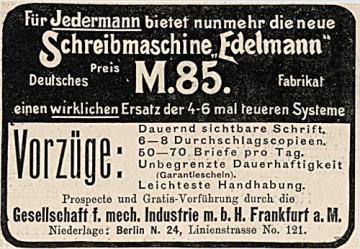 Für Jedermann bietet nunmehr die neue
Schreibmaschine „Edelmann“
Deutsches Preis M.85. Fabrikat
einen wirklichen Ersatz der 4-6 mal teueren Systeme
Vorzüge:
Dauernd sichtbare Schrift.
6—8 Durchschlagscopieen.
50—70 Briefe pro Tag.
Unbegrenzte Dauerhaftigkeit
(Garantieschein).
Leichteste Handhabung.
Prospecte und Gratis-Vorführung durch die
Gesellschaft f. mech. Industrie m. b. H. Frankfurt a. M.
Niederlage: Berlin N. 24, Linienstrasse No. 121.